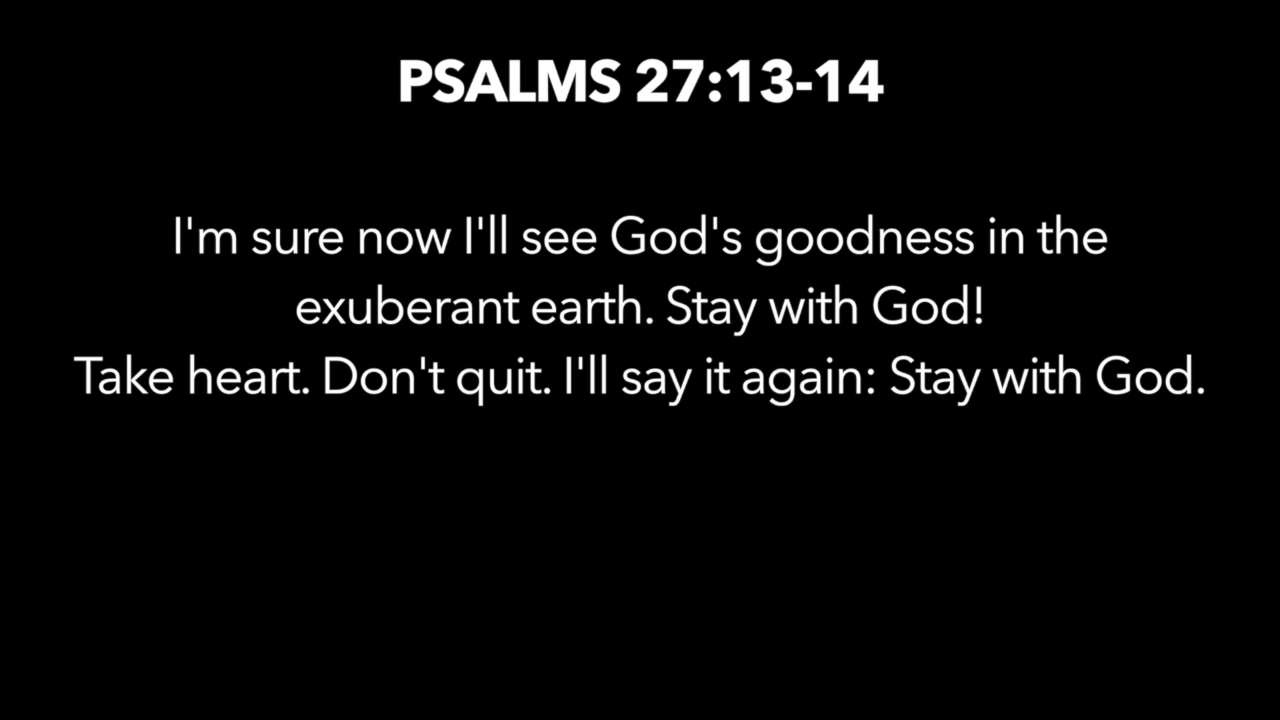 PSALMS 27:13-14
I'm sure now I'll see God's goodness in the
exuberant earth. Stay with God!
Take heart. Don't quit. I'll say it again: Stay with God.